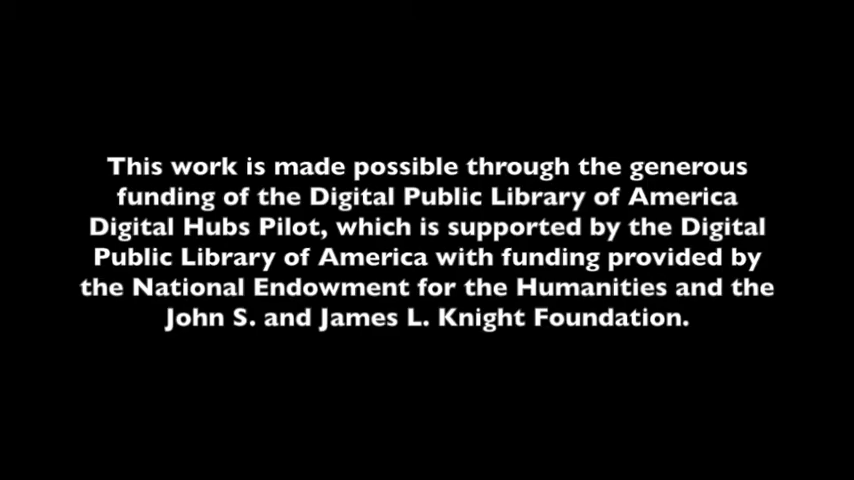 This work is made possible through the generous
funding of the Digital Public Library of America
Digital Hubs Pilot, which is supported by the Digital
Public Library of America with funding provided by
the National Endowment for the Humanities and the
John S. and James L. Knight Foundation.